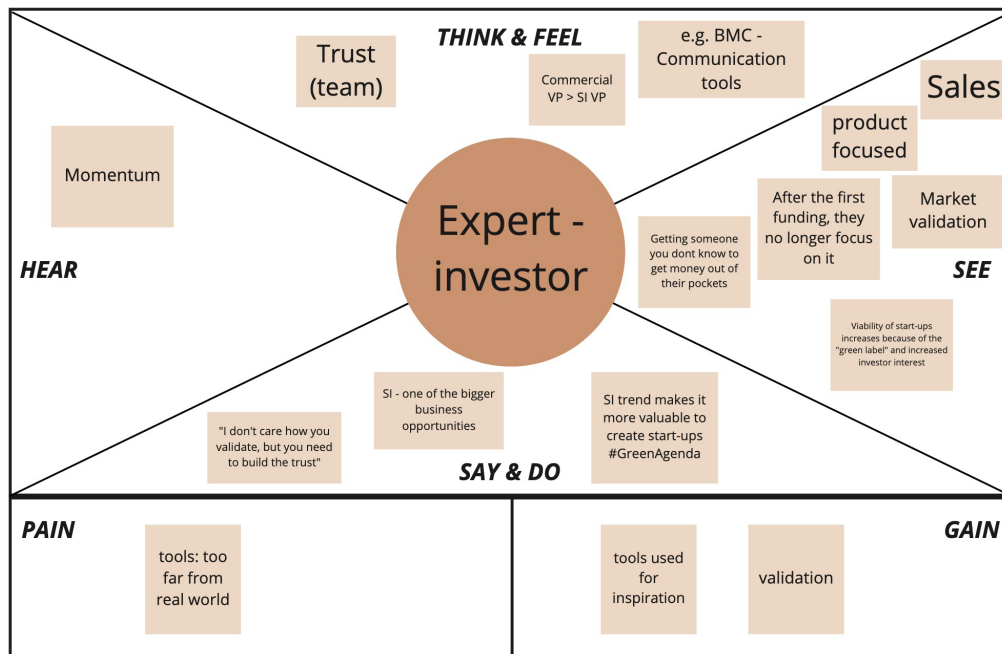 THINK & FEEL
Trust
(team)
Commercial
VP > SI VP
e.g. BMC -
Communication
tools
Sales
product
focused
Momentum
After the first
funding, they
no longer focus
on it
Market
validation
Expert -
investor
Getting someone
you dont know to
get money out of
their pockets
HEAR
SEE
Viability of start-ups
increases because of the
"green label" and increased
investor interest
SI - one of the bigger
business
opportunities
SI trend makes it
more valuable to
create start-ups
#GreenAgenda
"I don't care how you
validate, but you need
to build the trust"
SAY & DO
PAIN
tools: too
far from
real world
GAIN
tools used
for
inspiration
validation